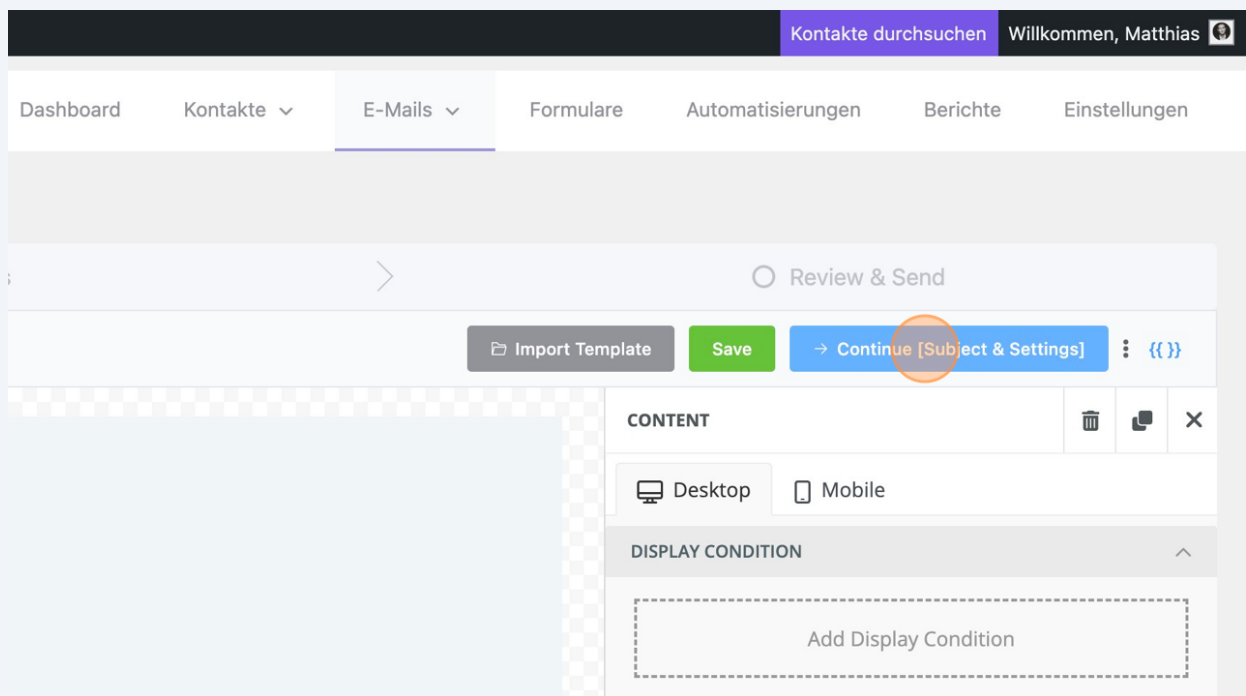 Kontakte durchsuchen Willkommen, Matthias
Dashboard Kontakte E-Mails Formulare Automatisierungen Berichte Einstellungen
Review & Send
Import Template Save → Continue [Subject & Settings] {{ }}
CONTENT
Desktop Mobile
DISPLAY CONDITION
Add Display Condition